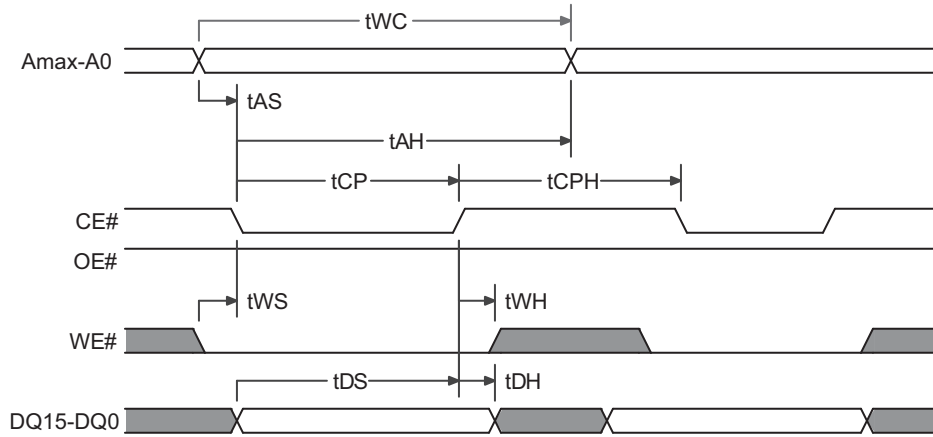 tWC
Amax-A0
tAS
tAH
tCP tCPH
CE#
OE#
tWS tWH
WE#
tDS tDH
DQ15-DQ0